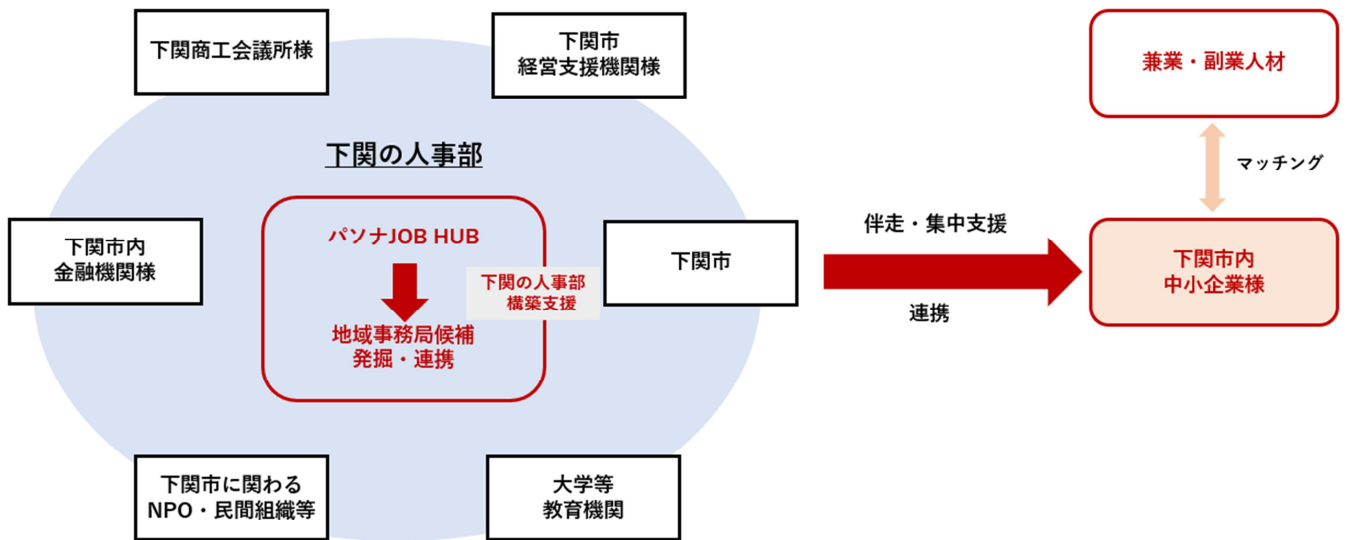 下関商工会議所様
下関市
経営支援機関様
兼業・副業人材
下関の人事部
マッチング
パソナJOB HUB
下関市内
金融機関様
下関の人事部
構築支援
下関市
地域事務局候補
発掘・連携
伴走・集中支援
連携
下関市内
中小企業様
下関市に関わる
NPO・民間組織等
大学等
教育機関